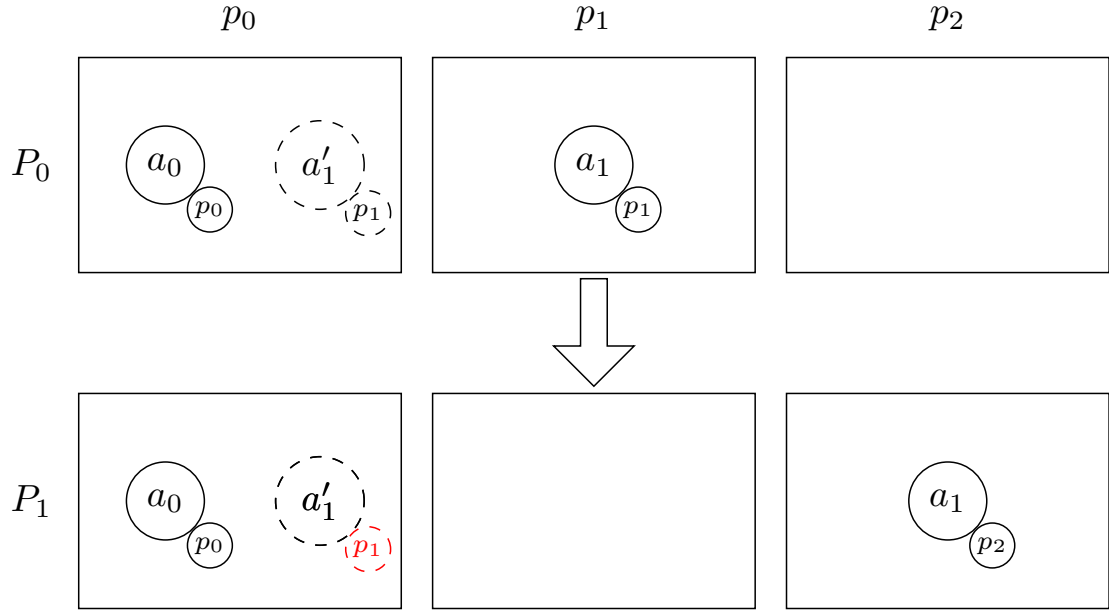 p₀ p₁ p₂
P₀ a₀ a′₁ a₁
p₀ p₁ p₁
P₁ a₀ a′₁ a₁
p₀ p₁ p₂